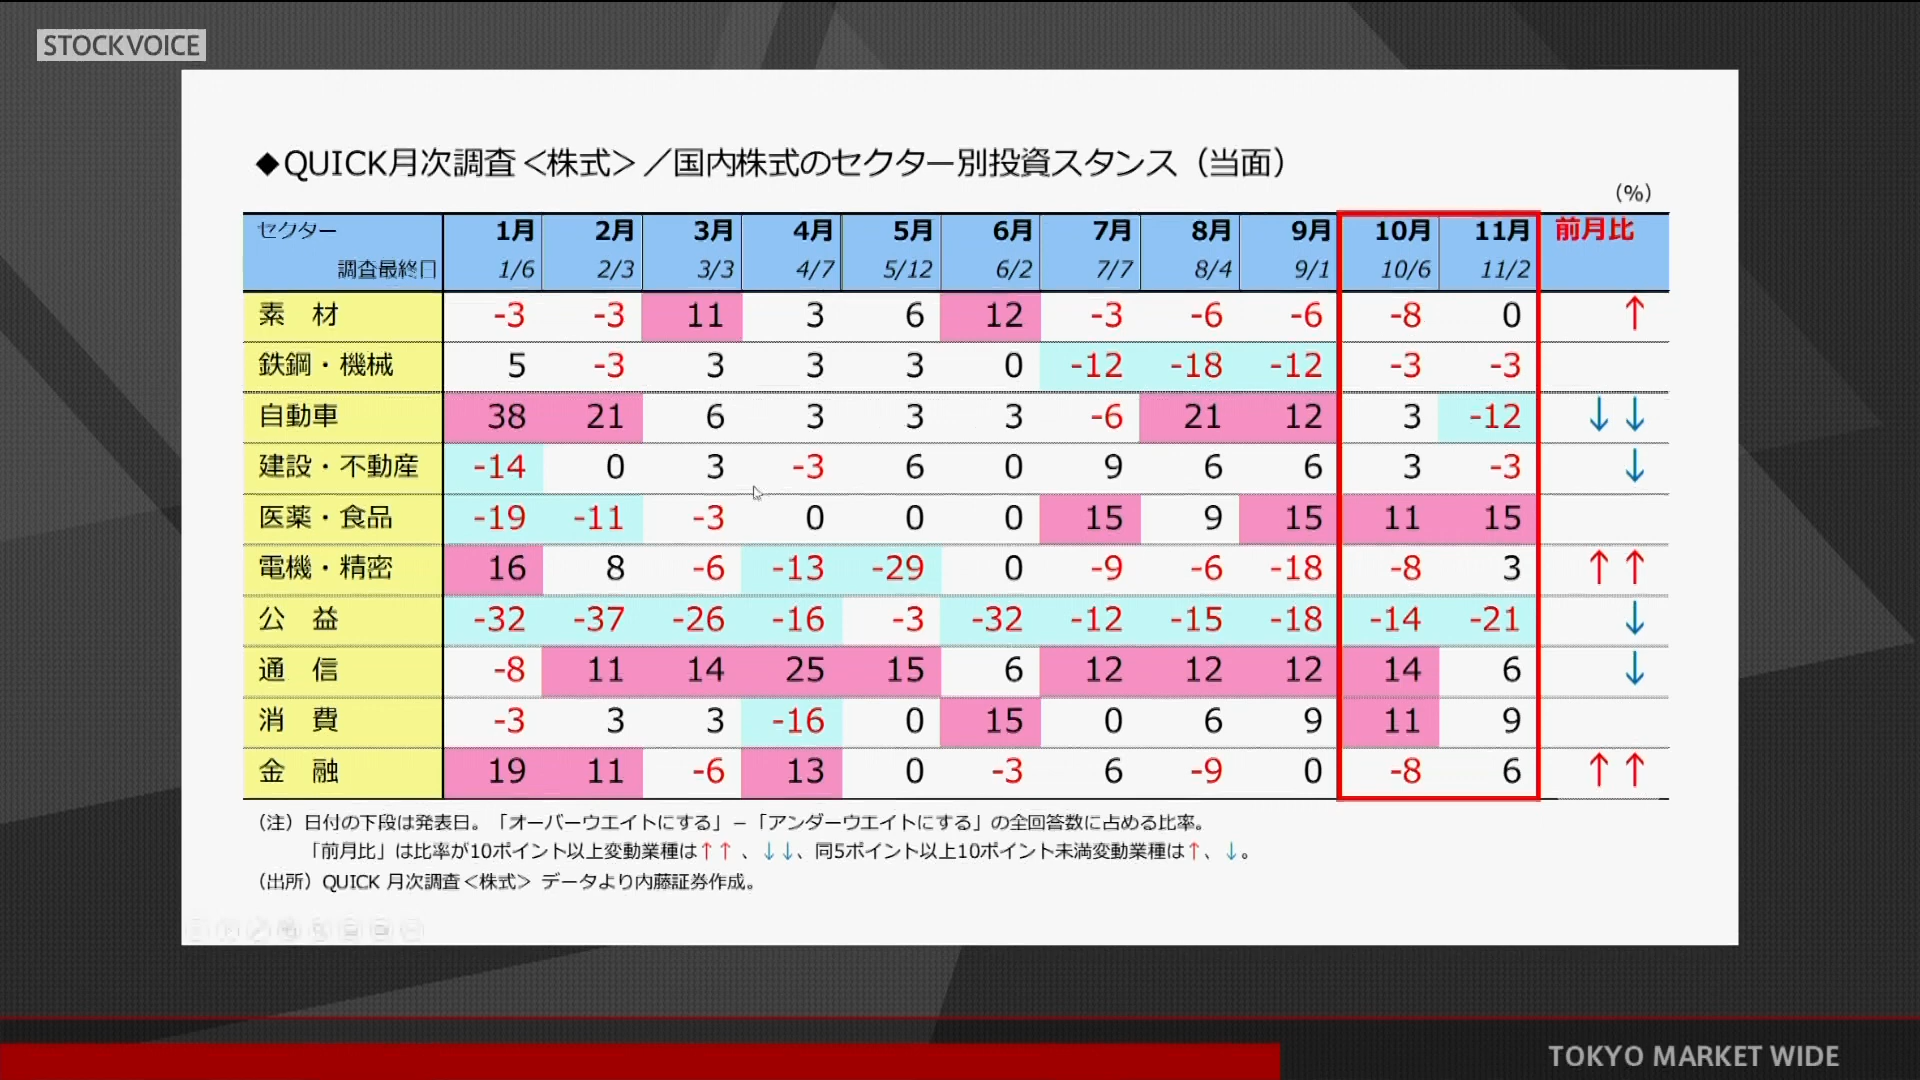 STOCKVOICE
◆QUICK月次調査＜株式＞／国内株式のセクター別投資スタンス（当面）
（%）
セクター 1月 2月 3月 4月 5月 6月 7月 8月 9月 10月 11月 前月比
調査最終日 1/6 2/3 3/3 4/7 5/12 6/2 7/7 8/4 9/1 10/6 11/2
素　材 -3 -3 11 3 6 12 -3 -6 -6 -8 0 ↑
鉄鋼・機械 5 -3 3 3 3 0 -12 -18 -12 -3 -3
自動車 38 21 6 3 3 3 -6 21 12 3 -12 ↓↓
建設・不動産 -14 0 3 -3 6 0 9 6 6 3 -3 ↓
医薬・食品 -19 -11 -3 0 0 0 15 9 15 11 15
電機・精密 16 8 -6 -13 -29 0 -9 -6 -18 -8 3 ↑↑
公　益 -32 -37 -26 -16 -3 -32 -12 -15 -18 -14 -21 ↓
通　信 -8 11 14 25 15 6 12 12 12 14 6 ↓
消　費 -3 3 3 -16 0 15 0 6 9 11 9
金　融 19 11 -6 13 0 -3 6 -9 0 -8 6 ↑↑
（注）日付の下段は発表日。「オーバーウエイトにする」－「アンダーウエイトにする」の全回答数に占める比率。
「前月比」は比率が10ポイント以上変動業種は↑↑、↓↓、同5ポイント以上10ポイント未満変動業種は↑、↓。
（出所）QUICK 月次調査＜株式＞ データより内藤証券作成。
TOKYO MARKET WIDE